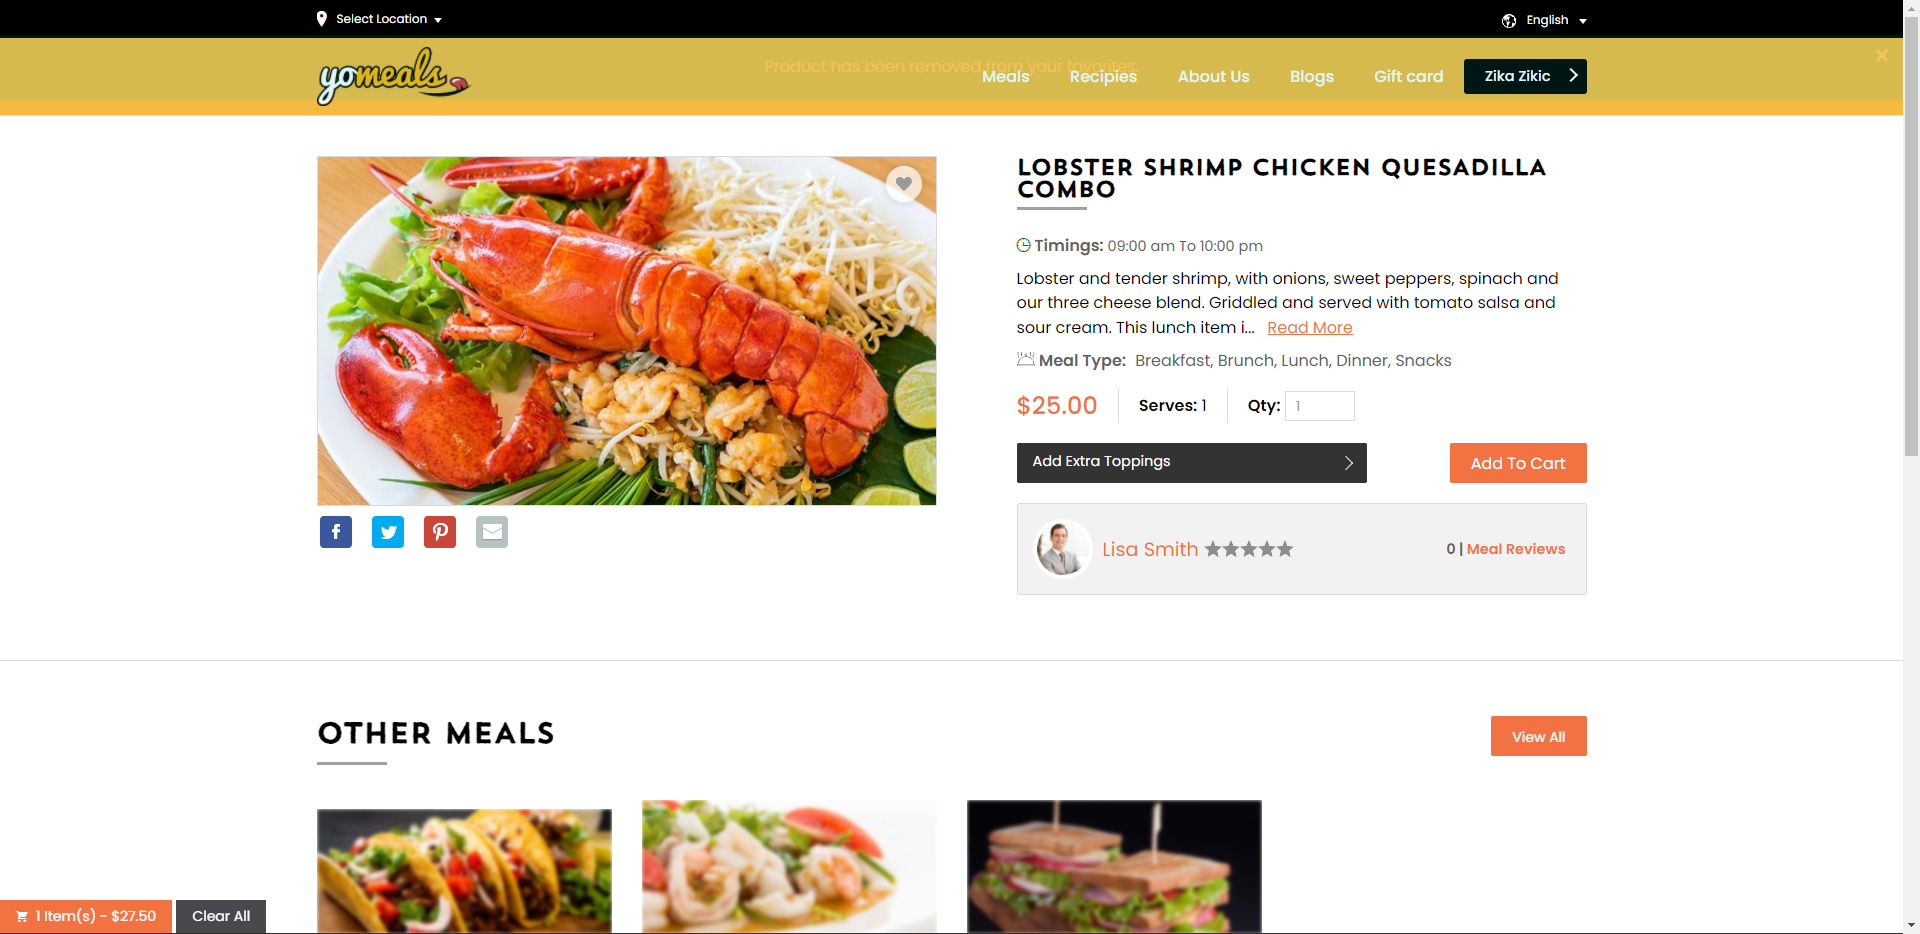 Select Location
English
yomeals
Product has been removed from your favorites.
Meals
Recipies
About Us
Blogs
Gift card
Zika Zikic
LOBSTER SHRIMP CHICKEN QUESADILLA
COMBO
Timings: 09:00 am To 10:00 pm
Lobster and tender shrimp, with onions, sweet peppers, spinach and
our three cheese blend. Griddled and served with tomato salsa and
sour cream. This lunch item i... Read More
Meal Type: Breakfast, Brunch, Lunch, Dinner, Snacks
$25.00
Serves: 1
Qty: 1
Add Extra Toppings
Add To Cart
Lisa Smith
0 | Meal Reviews
OTHER MEALS
View All
1 Item(s) - $27.50
Clear All